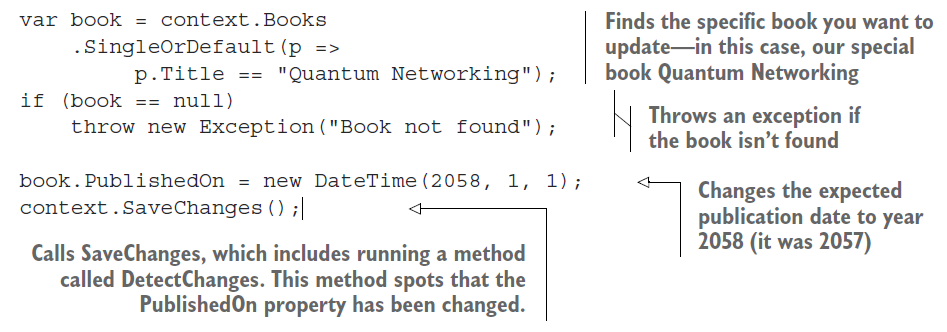 var book = context.Books
.SingleOrDefault(p =>
p.Title == "Quantum Networking");
if (book == null)
throw new Exception("Book not found");
book.PublishedOn = new DateTime(2058, 1, 1);
context.SaveChanges();
Finds the specific book you want to
update—in this case, our special
book Quantum Networking
Throws an exception if
the book isn’t found
Changes the expected
publication date to year
2058 (it was 2057)
Calls SaveChanges, which includes running a method
called DetectChanges. This method spots that the
PublishedOn property has been changed.